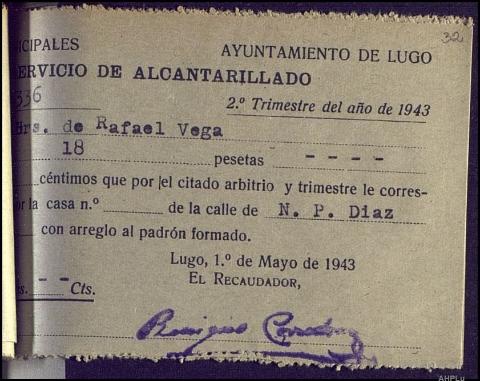 32
ICIPALES AYUNTAMIENTO DE LUGO
ERVICIO DE ALCANTARILLADO
336 2.º Trimestre del año de 1943
Hrs. de Rafael Vega
18 pesetas - - - -
céntimos que por el citado arbitrio y trimestre le corres-
or la casa n.º de la calle de N. P. Diaz
con arreglo al padrón formado.
Lugo, 1.º de Mayo de 1943
EL RECAUDADOR,
s. - - Cts.
AHPLu